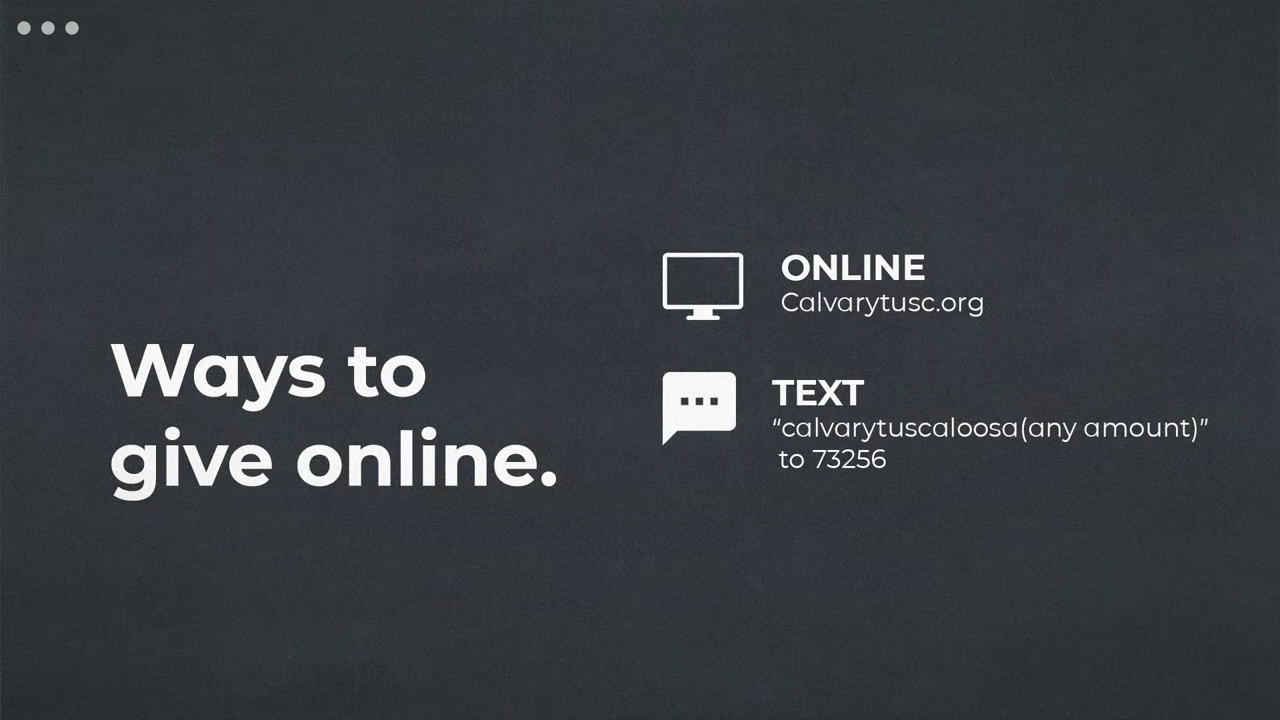 Ways to
give online.
ONLINE
Calvarytusc.org
TEXT
“calvarytuscaloosa(any amount)”
to 73256